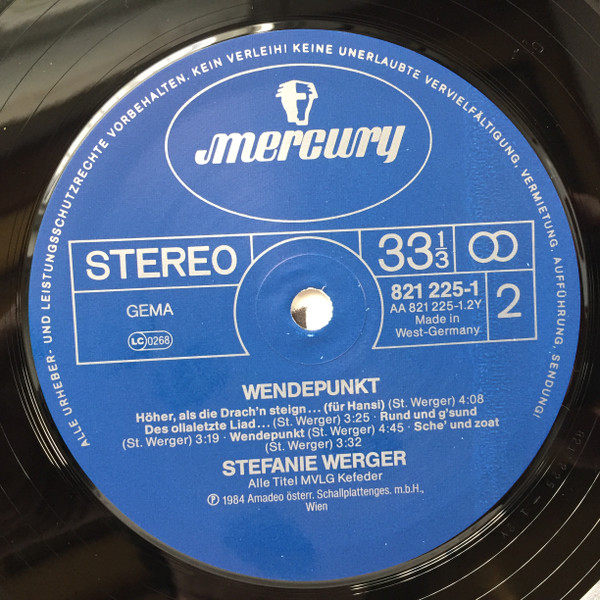 ALLE URHEBER- UND LEISTUNGSSCHUTZRECHTE VORBEHALTEN. KEIN VERLEIH! KEINE UNERLAUBTE VERVIELFÄLTIGUNG, VERMIETUNG, AUFFÜHRUNG, SENDUNG!
mercury
STEREO
33 1/3
GEMA
LC 0268
821 225-1
AA 821 225-1.2Y
Made in
West-Germany
2
WENDEPUNKT
Höher, als die Drach'n steign... (für Hansi) (St. Werger) 4:08
Des ollaletzte Liad... (St. Werger) 3:25 · Rund und g'sund
(St. Werger) 3:19 · Wendepunkt (St. Werger) 4:45 · Sche' und zoat
(St. Werger) 3:32
STEFANIE WERGER
Alle Titel MVLG Kefeder
℗ 1984 Amadeo österr. Schallplattenges. m.b.H.,
Wien